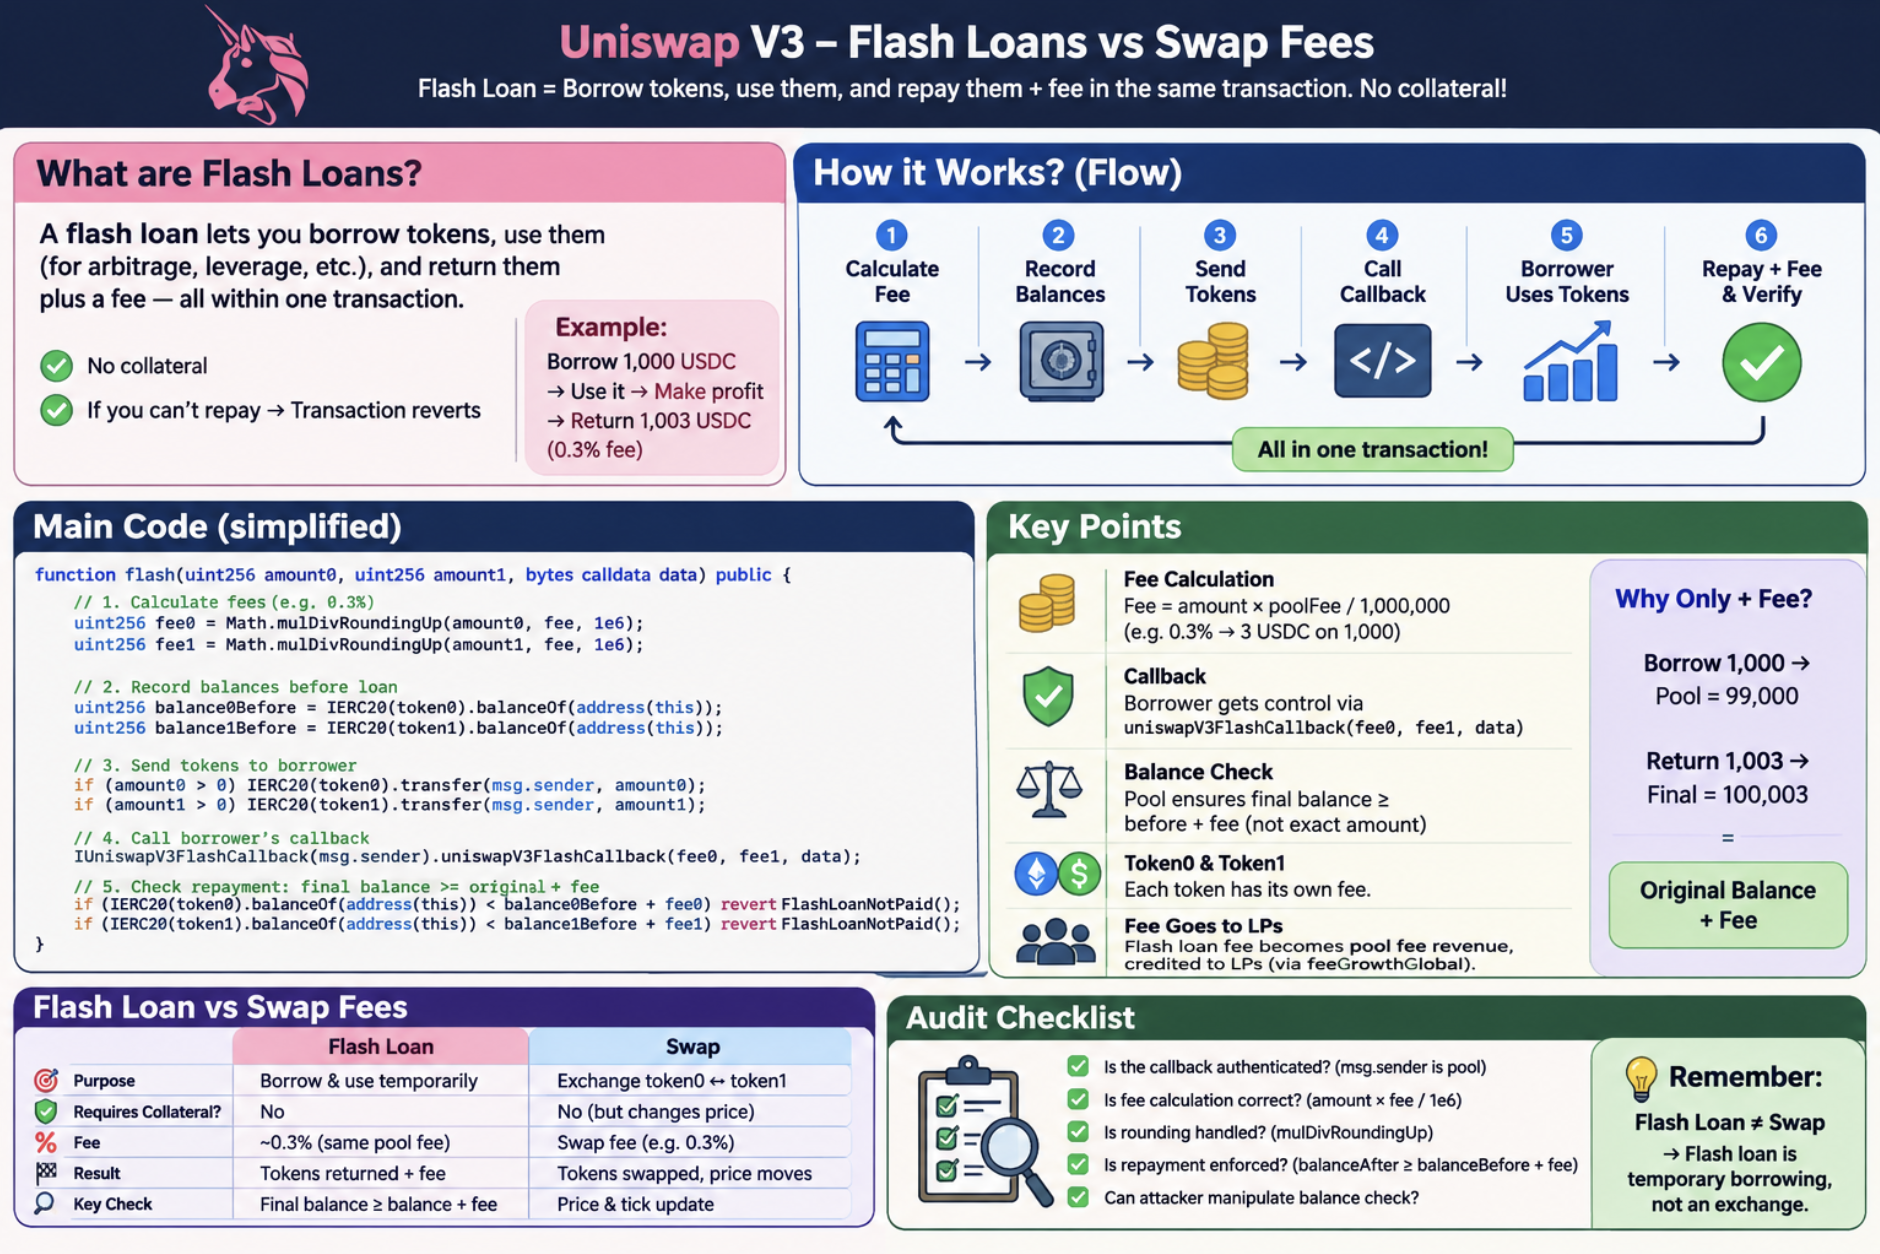 Uniswap V3 – Flash Loans vs Swap Fees
Flash Loan = Borrow tokens, use them, and repay them + fee in the same transaction. No collateral!
What are Flash Loans?
A flash loan lets you borrow tokens, use them
(for arbitrage, leverage, etc.), and return them
plus a fee — all within one transaction.
No collateral
If you can't repay → Transaction reverts
Example:
Borrow 1,000 USDC
→ Use it → Make profit
→ Return 1,003 USDC
(0.3% fee)
How it Works? (Flow)
1
Calculate
Fee
2
Record
Balances
3
Send
Tokens
4
Call
Callback
</>
5
Borrower
Uses Tokens
6
Repay + Fee
& Verify
All in one transaction!
Main Code (simplified)
function flash(uint256 amount0, uint256 amount1, bytes calldata data) public {
// 1. Calculate fees (e.g. 0.3%)
uint256 fee0 = Math.mulDivRoundingUp(amount0, fee, 1e6);
uint256 fee1 = Math.mulDivRoundingUp(amount1, fee, 1e6);
// 2. Record balances before loan
uint256 balance0Before = IERC20(token0).balanceOf(address(this));
uint256 balance1Before = IERC20(token1).balanceOf(address(this));
// 3. Send tokens to borrower
if (amount0 > 0) IERC20(token0).transfer(msg.sender, amount0);
if (amount1 > 0) IERC20(token1).transfer(msg.sender, amount1);
// 4. Call borrower's callback
IUniswapV3FlashCallback(msg.sender).uniswapV3FlashCallback(fee0, fee1, data);
// 5. Check repayment: final balance >= original + fee
if (IERC20(token0).balanceOf(address(this)) < balance0Before + fee0) revert FlashLoanNotPaid();
if (IERC20(token1).balanceOf(address(this)) < balance1Before + fee1) revert FlashLoanNotPaid();
}
Key Points
Fee Calculation
Fee = amount × poolFee / 1,000,000
(e.g. 0.3% → 3 USDC on 1,000)
Callback
Borrower gets control via
uniswapV3FlashCallback(fee0, fee1, data)
Balance Check
Pool ensures final balance ≥
before + fee (not exact amount)
$
Token0 & Token1
Each token has its own fee.
Fee Goes to LPs
Flash loan fee becomes pool fee revenue,
credited to LPs (via feeGrowthGlobal).
Why Only + Fee?
Borrow 1,000 →
Pool = 99,000
Return 1,003 →
Final = 100,003
=
Original Balance
+ Fee
Flash Loan vs Swap Fees
Flash Loan Swap
Purpose Borrow & use temporarily Exchange token0 ↔ token1
Requires Collateral? No No (but changes price)
% Fee ~0.3% (same pool fee) Swap fee (e.g. 0.3%)
Result Tokens returned + fee Tokens swapped, price moves
Key Check Final balance ≥ balance + fee Price & tick update
Audit Checklist
Is the callback authenticated? (msg.sender is pool)
Is fee calculation correct? (amount × fee / 1e6)
Is rounding handled? (mulDivRoundingUp)
Is repayment enforced? (balanceAfter ≥ balanceBefore + fee)
Can attacker manipulate balance check?
Remember:
Flash Loan ≠ Swap
→ Flash loan is
temporary borrowing,
not an exchange.